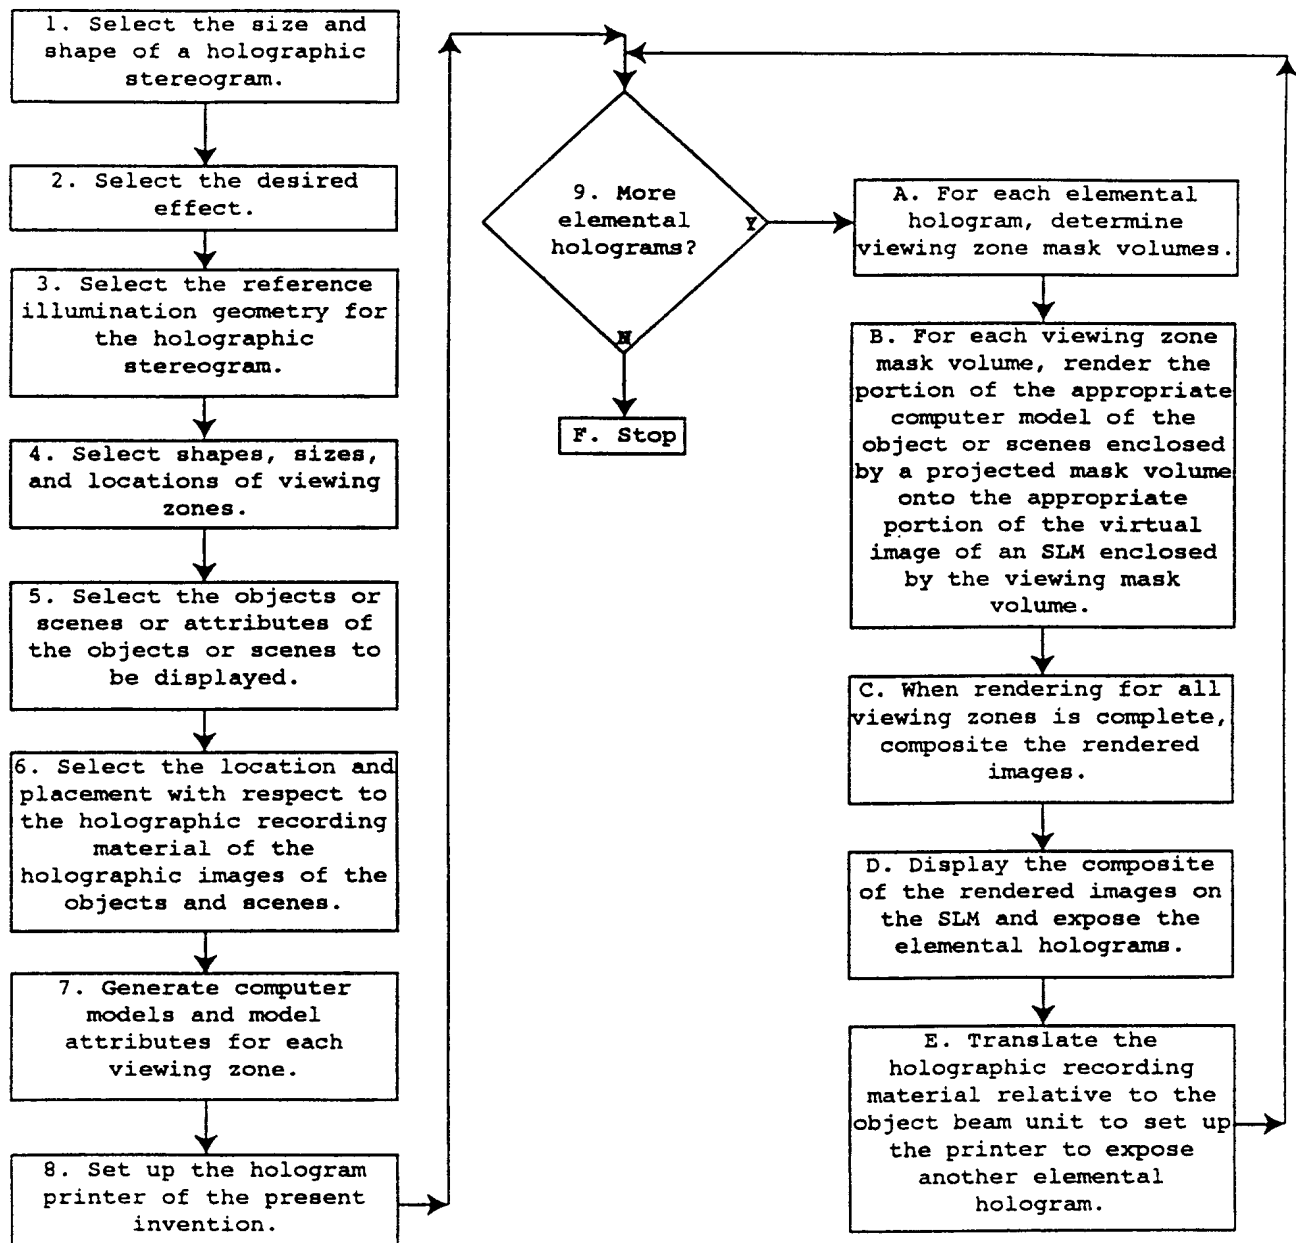 1. Select the size and
shape of a holographic
stereogram.
2. Select the desired
effect.
3. Select the reference
illumination geometry for
the holographic
stereogram.
4. Select shapes, sizes,
and locations of viewing
zones.
5. Select the objects or
scenes or attributes of
the objects or scenes to
be displayed.
6. Select the location and
placement with respect to
the holographic recording
material of the
holographic images of the
objects and scenes.
7. Generate computer
models and model
attributes for each
viewing zone.
8. Set up the hologram
printer of the present
invention.
9. More
elemental
holograms?
Y
N
F. Stop
A. For each elemental
hologram, determine
viewing zone mask volumes.
B. For each viewing zone
mask volume, render the
portion of the appropriate
computer model of the
object or scenes enclosed
by a projected mask volume
onto the appropriate
portion of the virtual
image of an SLM enclosed
by the viewing mask
volume.
C. When rendering for all
viewing zones is complete,
composite the rendered
images.
D. Display the composite
of the rendered images on
the SLM and expose the
elemental holograms.
E. Translate the
holographic recording
material relative to the
object beam unit to set up
the printer to expose
another elemental
hologram.